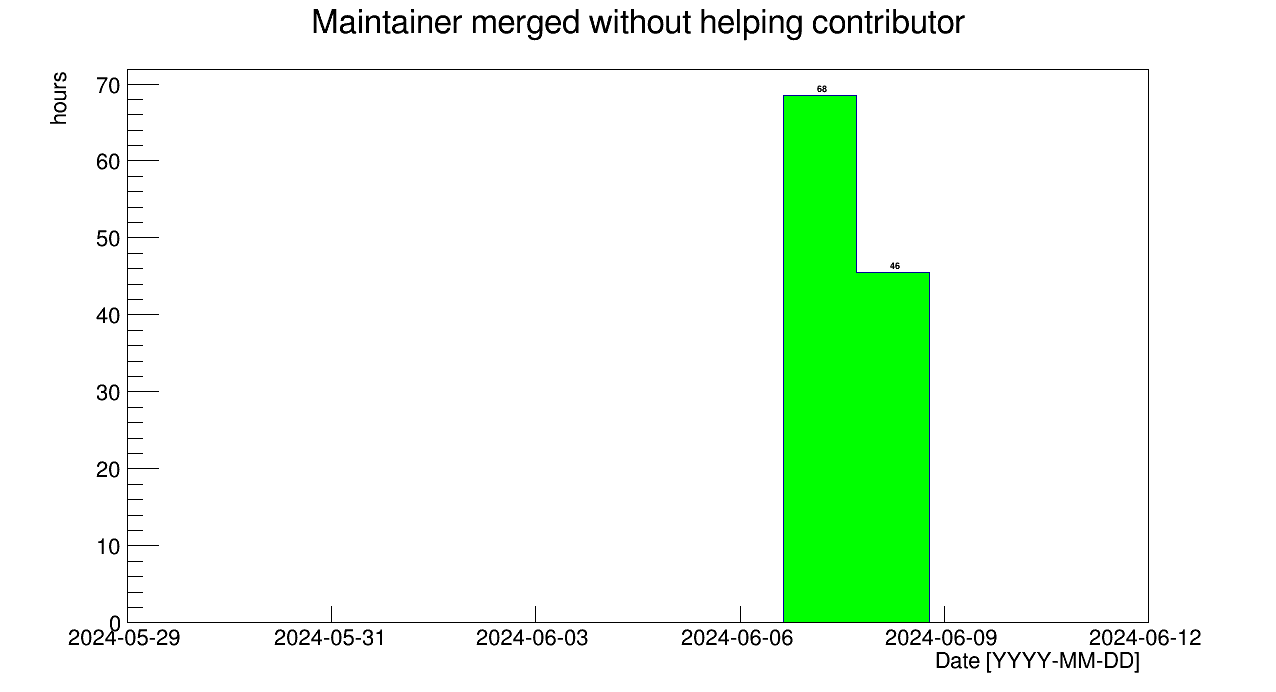 Maintainer merged without helping contributor
hours
70
60
50
40
30
20
10
0
68
46
2024-05-29 2024-05-31 2024-06-03 2024-06-06 2024-06-09 2024-06-12
Date [YYYY-MM-DD]